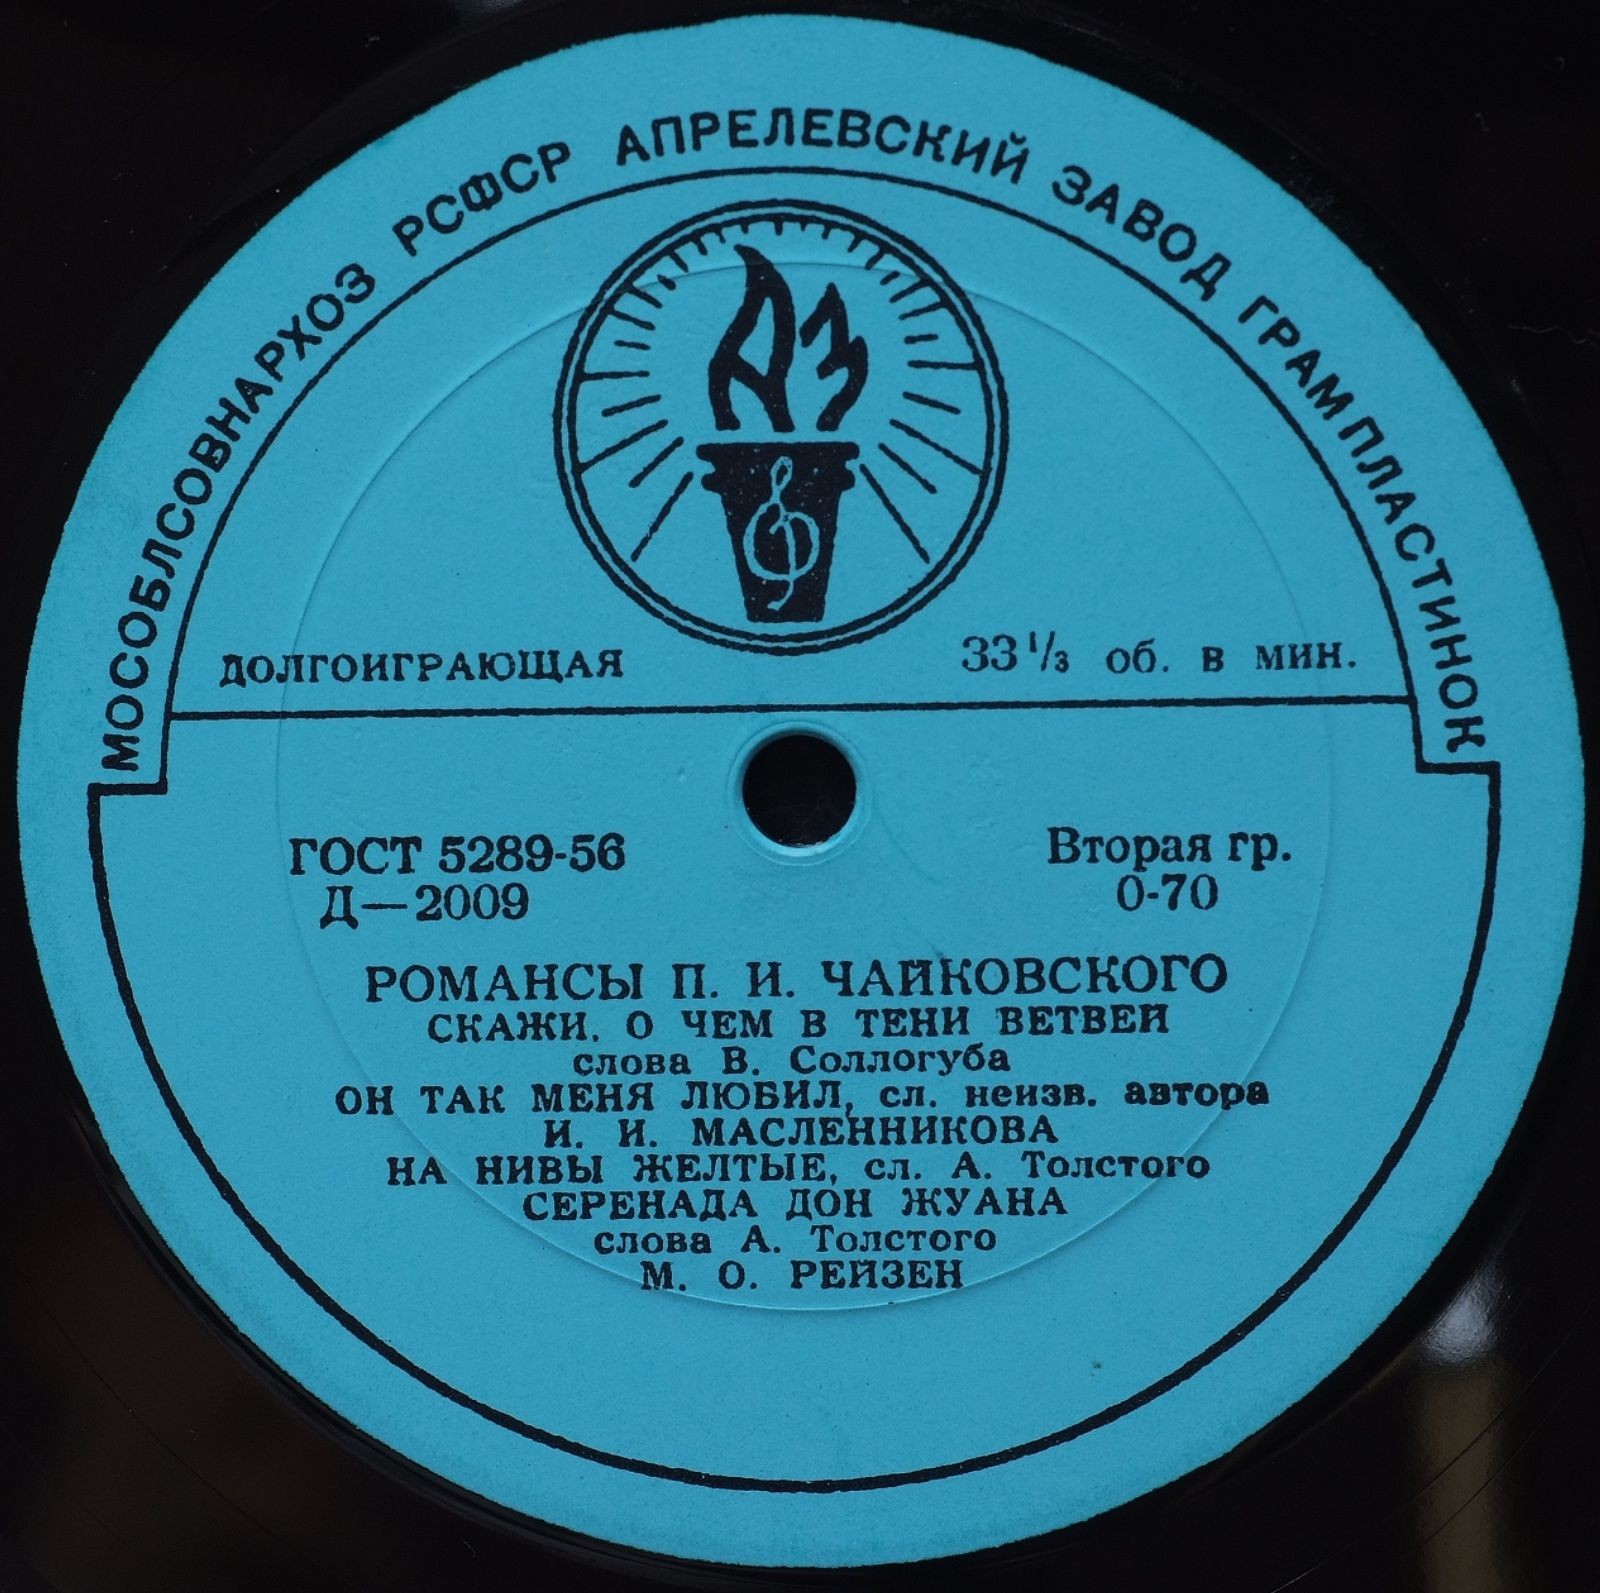 МОСОБЛСОВНАРХОЗ РСФСР АПРЕЛЕВСКИЙ ЗАВОД ГРАМПЛАСТИНОК
АЗ
ДОЛГОИГРАЮЩАЯ 33 1/3 об. в мин.
ГОСТ 5289-56 Вторая гр.
Д—2009 0-70
РОМАНСЫ П. И. ЧАЙКОВСКОГО
СКАЖИ, О ЧЕМ В ТЕНИ ВЕТВЕЙ
слова В. Соллогуба
ОН ТАК МЕНЯ ЛЮБИЛ, сл. неизв. автора
И. И. МАСЛЕННИКОВА
НА НИВЫ ЖЕЛТЫЕ, сл. А. Толстого
СЕРЕНАДА ДОН ЖУАНА
слова А. Толстого
М. О. РЕЙЗЕН